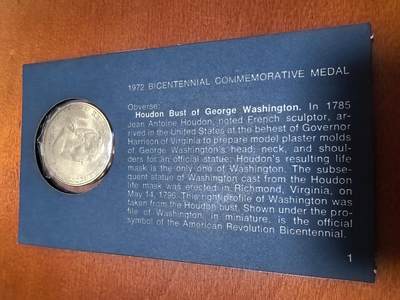 1972 BICENTENNIAL COMMEMORATIVE MEDAL
Obverse:
Houdon Bust of George Washington. In 1785
Jean Antoine Houdon, noted French sculptor, ar-
rived in the United States at the behest of Governor
Harrison of Virginia to prepare model plaster molds
of George Washington's head, neck, and shoul-
ders for an official statue. Houdon's resulting life
mask is the only one of Washington. The subse-
quent statue of Washington cast from the Houdon
life mask was erected in Richmond, Virginia, on
May 14, 1796. This right profile of Washington was
taken from the Houdon bust. Shown under the pro-
file of Washington, in miniature, is the official
symbol of the American Revolution Bicentennial.
1